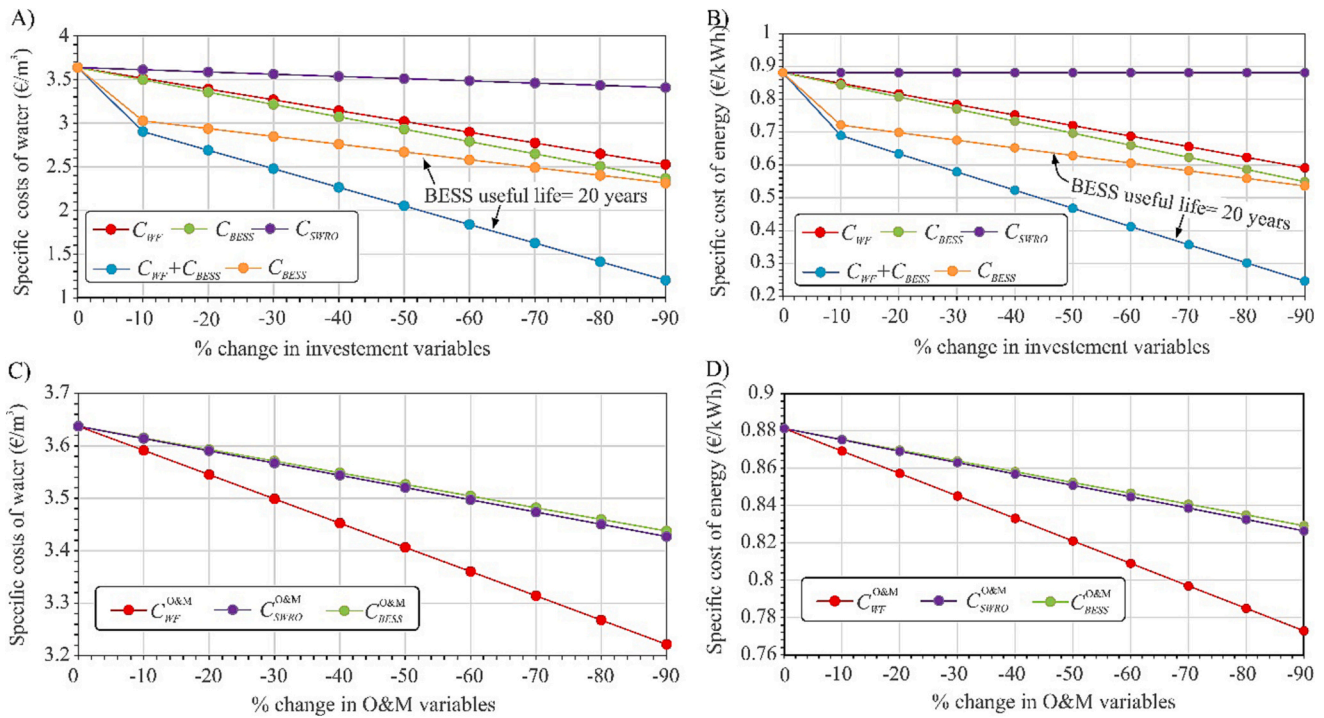 A)
Specific costs of water (€/m³)
4
3.5
3
2.5
2
1.5
1
BESS useful life= 20 years
C_WF C_BESS C_SWRO
C_WF+C_BESS C_BESS
0 -10 -20 -30 -40 -50 -60 -70 -80 -90
% change in investement variables
B)
Specific cost of energy (€/kWh)
1
0.9
0.8
0.7
0.6
0.5
0.4
0.3
0.2
BESS useful life= 20 years
C_WF C_BESS C_SWRO
C_WF+C_BESS C_BESS
0 -10 -20 -30 -40 -50 -60 -70 -80 -90
% change in investement variables
C)
Specific costs of water (€/m³)
3.7
3.6
3.5
3.4
3.3
3.2
C_WF^O&M C_SWRO^O&M C_BESS^O&M
0 -10 -20 -30 -40 -50 -60 -70 -80 -90
% change in O&M variables
D)
Specific cost of energy (€/kWh)
0.9
0.88
0.86
0.84
0.82
0.8
0.78
0.76
C_WF^O&M C_SWRO^O&M C_BESS^O&M
0 -10 -20 -30 -40 -50 -60 -70 -80 -90
% change in O&M variables